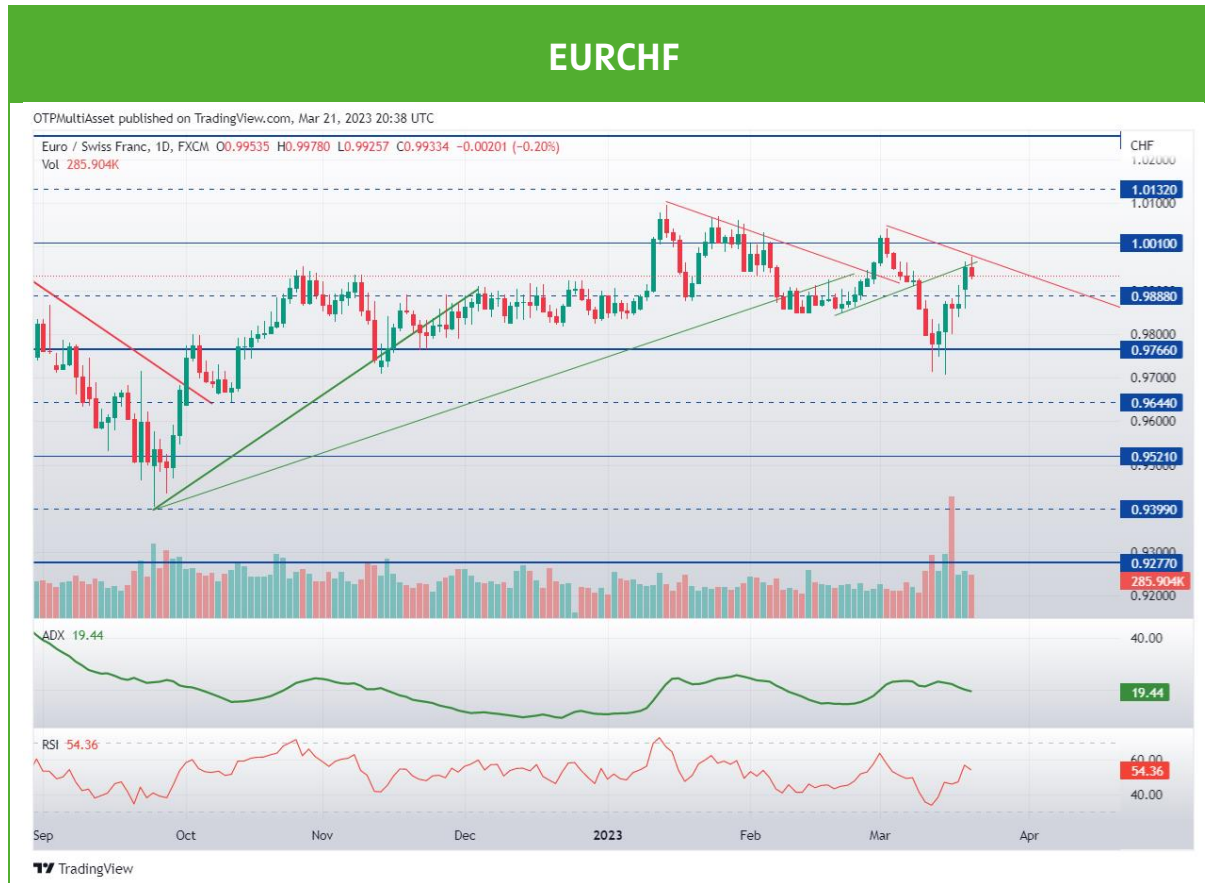 EURCHF
OTPMultiAsset published on TradingView.com, Mar 21, 2023 20:38 UTC
Euro / Swiss Franc, 1D, FXCM O0.99535 H0.99780 L0.99257 C0.99334 −0.00201 (−0.20%)
Vol 285.904K
CHF
1.02000
1.01320
1.01000
1.00100
0.98880
0.98000
0.97660
0.97000
0.96440
0.96000
0.95210
0.93990
0.93000
0.92770
285.904K
0.92000
ADX 19.44
40.00
19.44
RSI 54.36
60.00
54.36
40.00
Sep Oct Nov Dec 2023 Feb Mar Apr
TradingView